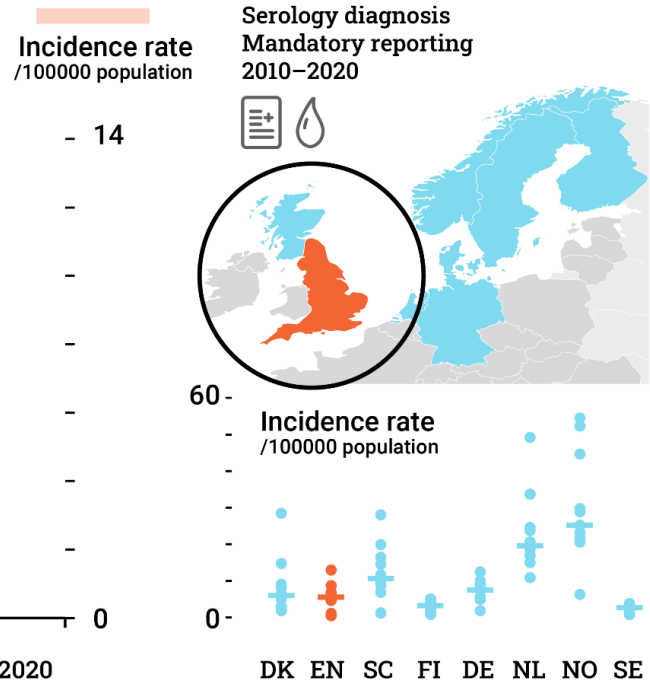 Incidence rate
/100000 population
14
0
2020
Serology diagnosis
Mandatory reporting
2010–2020
60
Incidence rate
/100000 population
0
DK EN SC FI DE NL NO SE